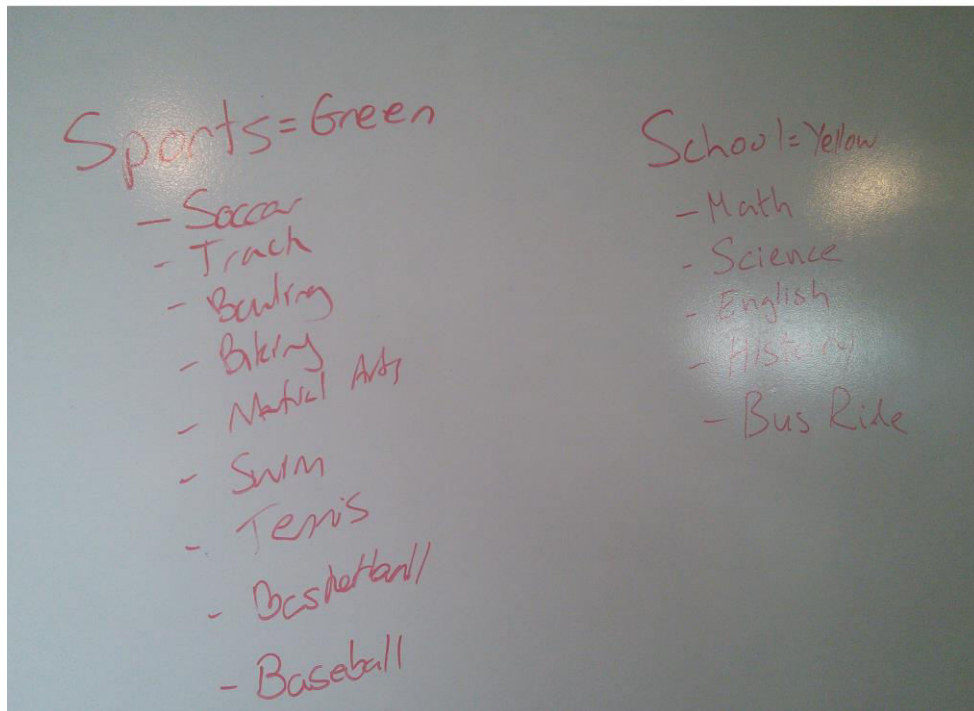 Sports=Green
- Soccar
- Track
- Bowling
- Biking
- Martial Arts
- Swim
- Tennis
- Basketball
- Baseball
School=Yellow
- Math
- Science
- English
- History
- Bus Ride